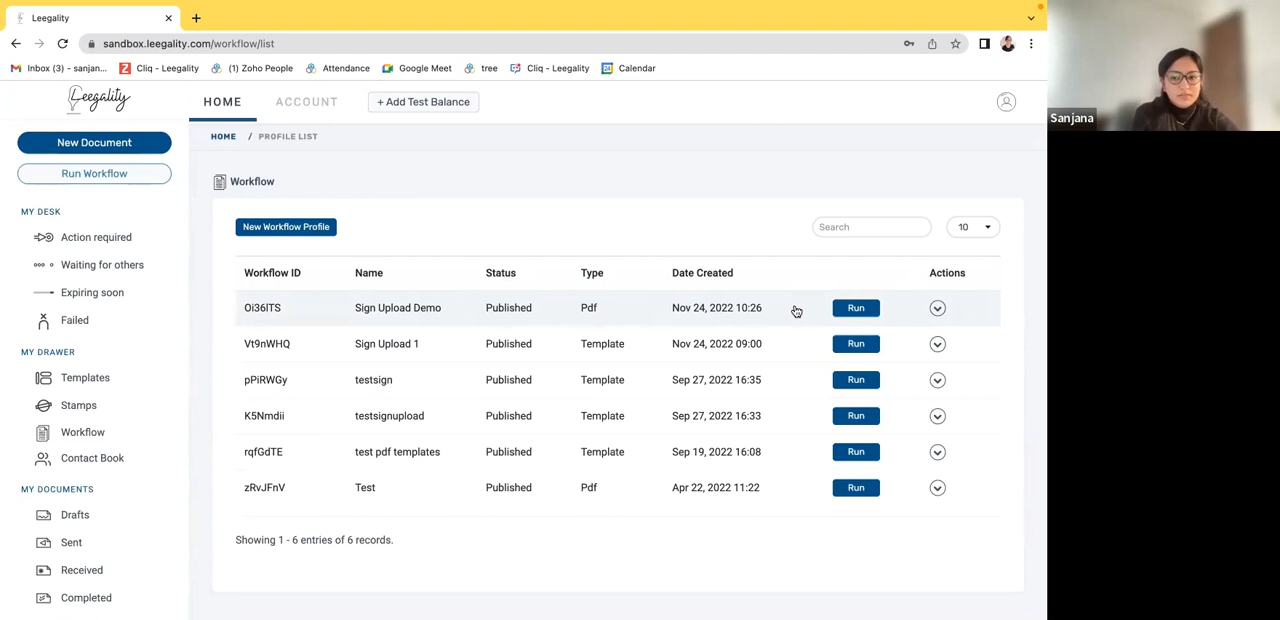 Leegality
sandbox.leegality.com/workflow/list
Inbox (3) - sanjan... Cliq - Leegality (1) Zoho People Attendance Google Meet tree Cliq - Leegality Calendar
Leegality
HOME ACCOUNT + Add Test Balance
HOME / PROFILE LIST
New Document
Run Workflow
MY DESK
Action required
Waiting for others
Expiring soon
Failed
MY DRAWER
Templates
Stamps
Workflow
Contact Book
MY DOCUMENTS
Drafts
Sent
Received
Completed
Workflow
New Workflow Profile Search 10
Workflow ID Name Status Type Date Created Actions
Oi36lTS Sign Upload Demo Published Pdf Nov 24, 2022 10:26 Run
Vt9nWHQ Sign Upload 1 Published Template Nov 24, 2022 09:00 Run
pPiRWGy testsign Published Template Sep 27, 2022 16:35 Run
K5Nmdii testsignupload Published Template Sep 27, 2022 16:33 Run
rqfGdTE test pdf templates Published Template Sep 19, 2022 16:08 Run
zRvJFnV Test Published Pdf Apr 22, 2022 11:22 Run
Showing 1 - 6 entries of 6 records.
Sanjana